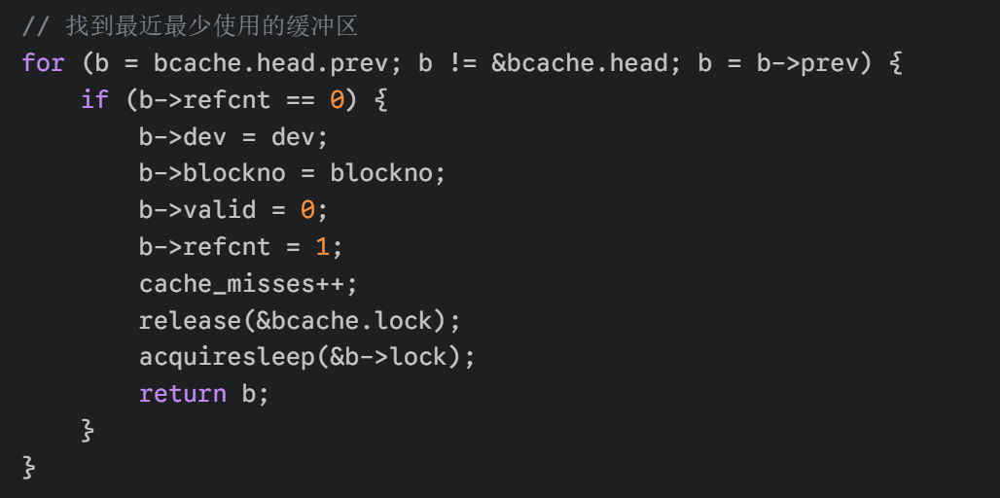 // 找到最近最少使用的缓冲区
for (b = bcache.head.prev; b != &bcache.head; b = b->prev) {
    if (b->refcnt == 0) {
        b->dev = dev;
        b->blockno = blockno;
        b->valid = 0;
        b->refcnt = 1;
        cache_misses++;
        release(&bcache.lock);
        acquiresleep(&b->lock);
        return b;
    }
}